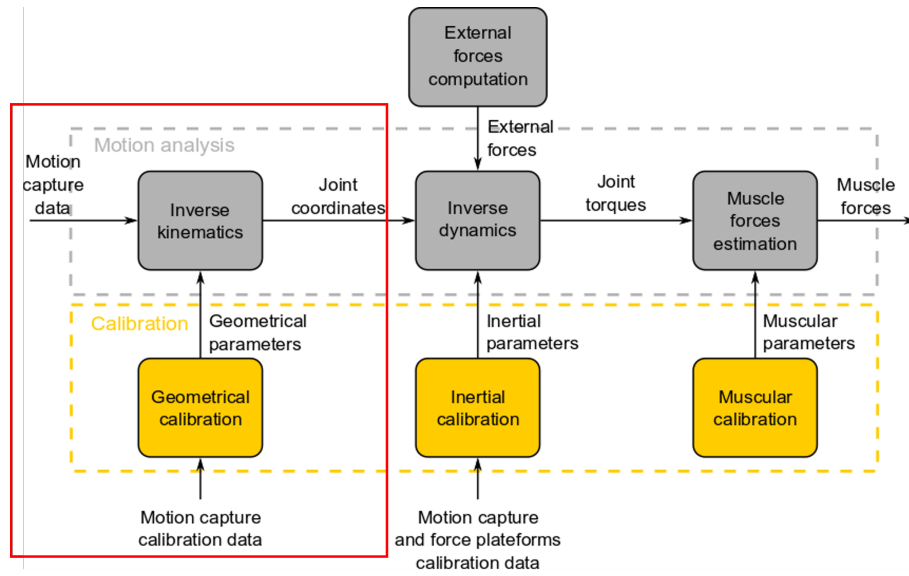 External
forces
computation
External
forces
Motion analysis
Motion
capture
data
Inverse
kinematics
Joint
coordinates
Inverse
dynamics
Joint
torques
Muscle
forces
estimation
Muscle
forces
Calibration
Geometrical
parameters
Inertial
parameters
Muscular
parameters
Geometrical
calibration
Inertial
calibration
Muscular
calibration
Motion capture
calibration data
Motion capture
and force plateforms
calibration data